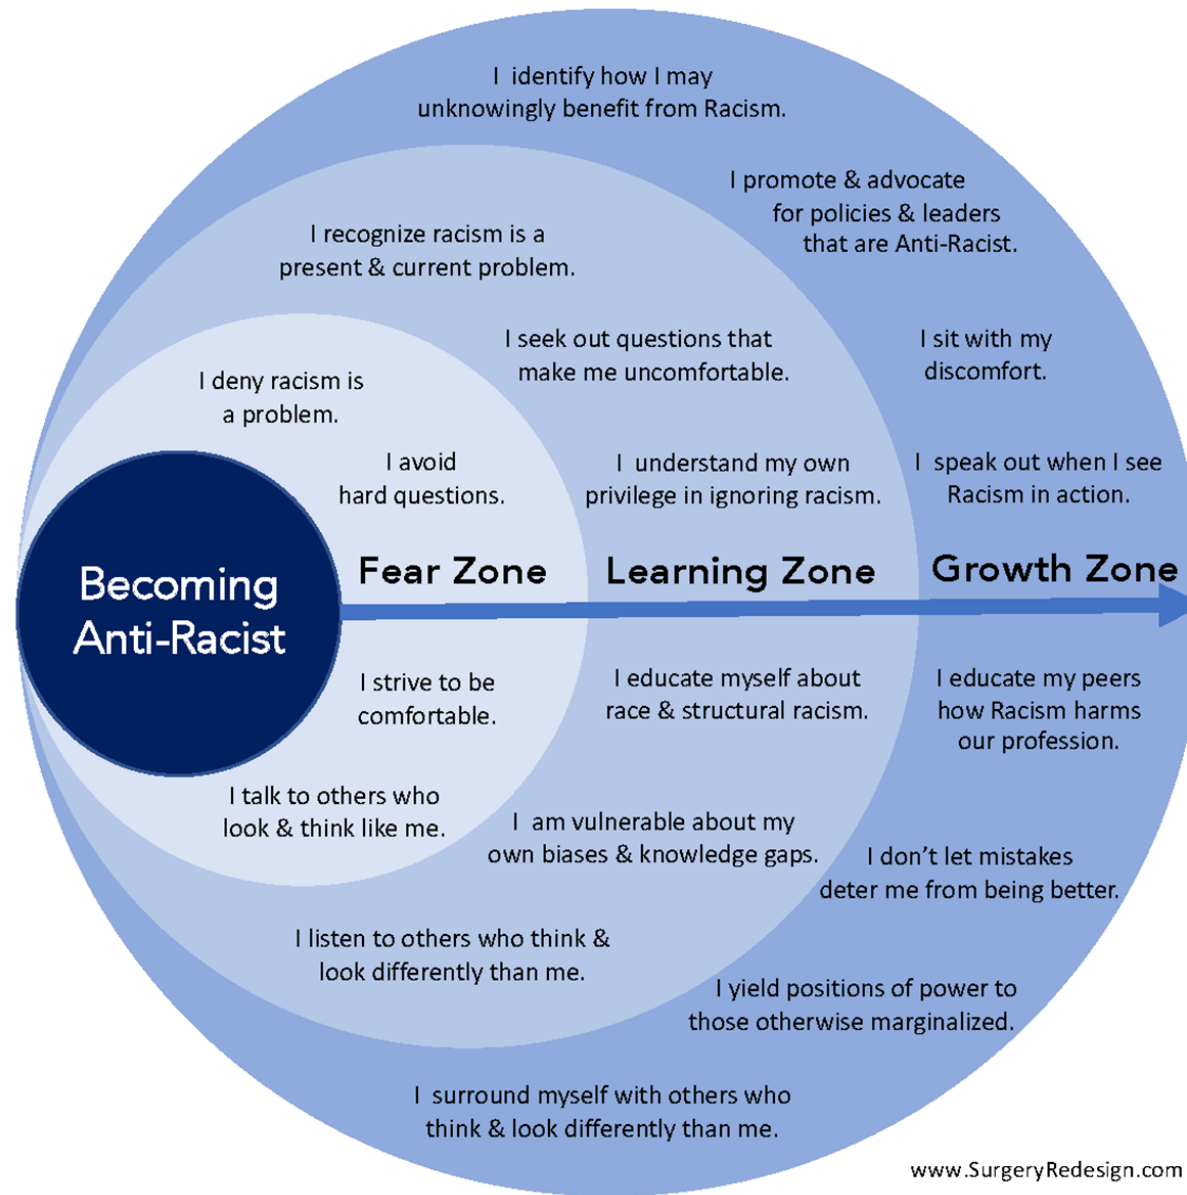 I identify how I may
unknowingly benefit from Racism.
I promote & advocate
for policies & leaders
that are Anti-Racist.
I recognize racism is a
present & current problem.
I seek out questions that
make me uncomfortable.
I sit with my
discomfort.
I deny racism is
a problem.
I avoid
hard questions.
I understand my own
privilege in ignoring racism.
I speak out when I see
Racism in action.
Becoming
Anti-Racist
Fear Zone
Learning Zone
Growth Zone
I strive to be
comfortable.
I educate myself about
race & structural racism.
I educate my peers
how Racism harms
our profession.
I talk to others who
look & think like me.
I am vulnerable about my
own biases & knowledge gaps.
I don't let mistakes
deter me from being better.
I listen to others who think &
look differently than me.
I yield positions of power to
those otherwise marginalized.
I surround myself with others who
think & look differently than me.
www.SurgeryRedesign.com